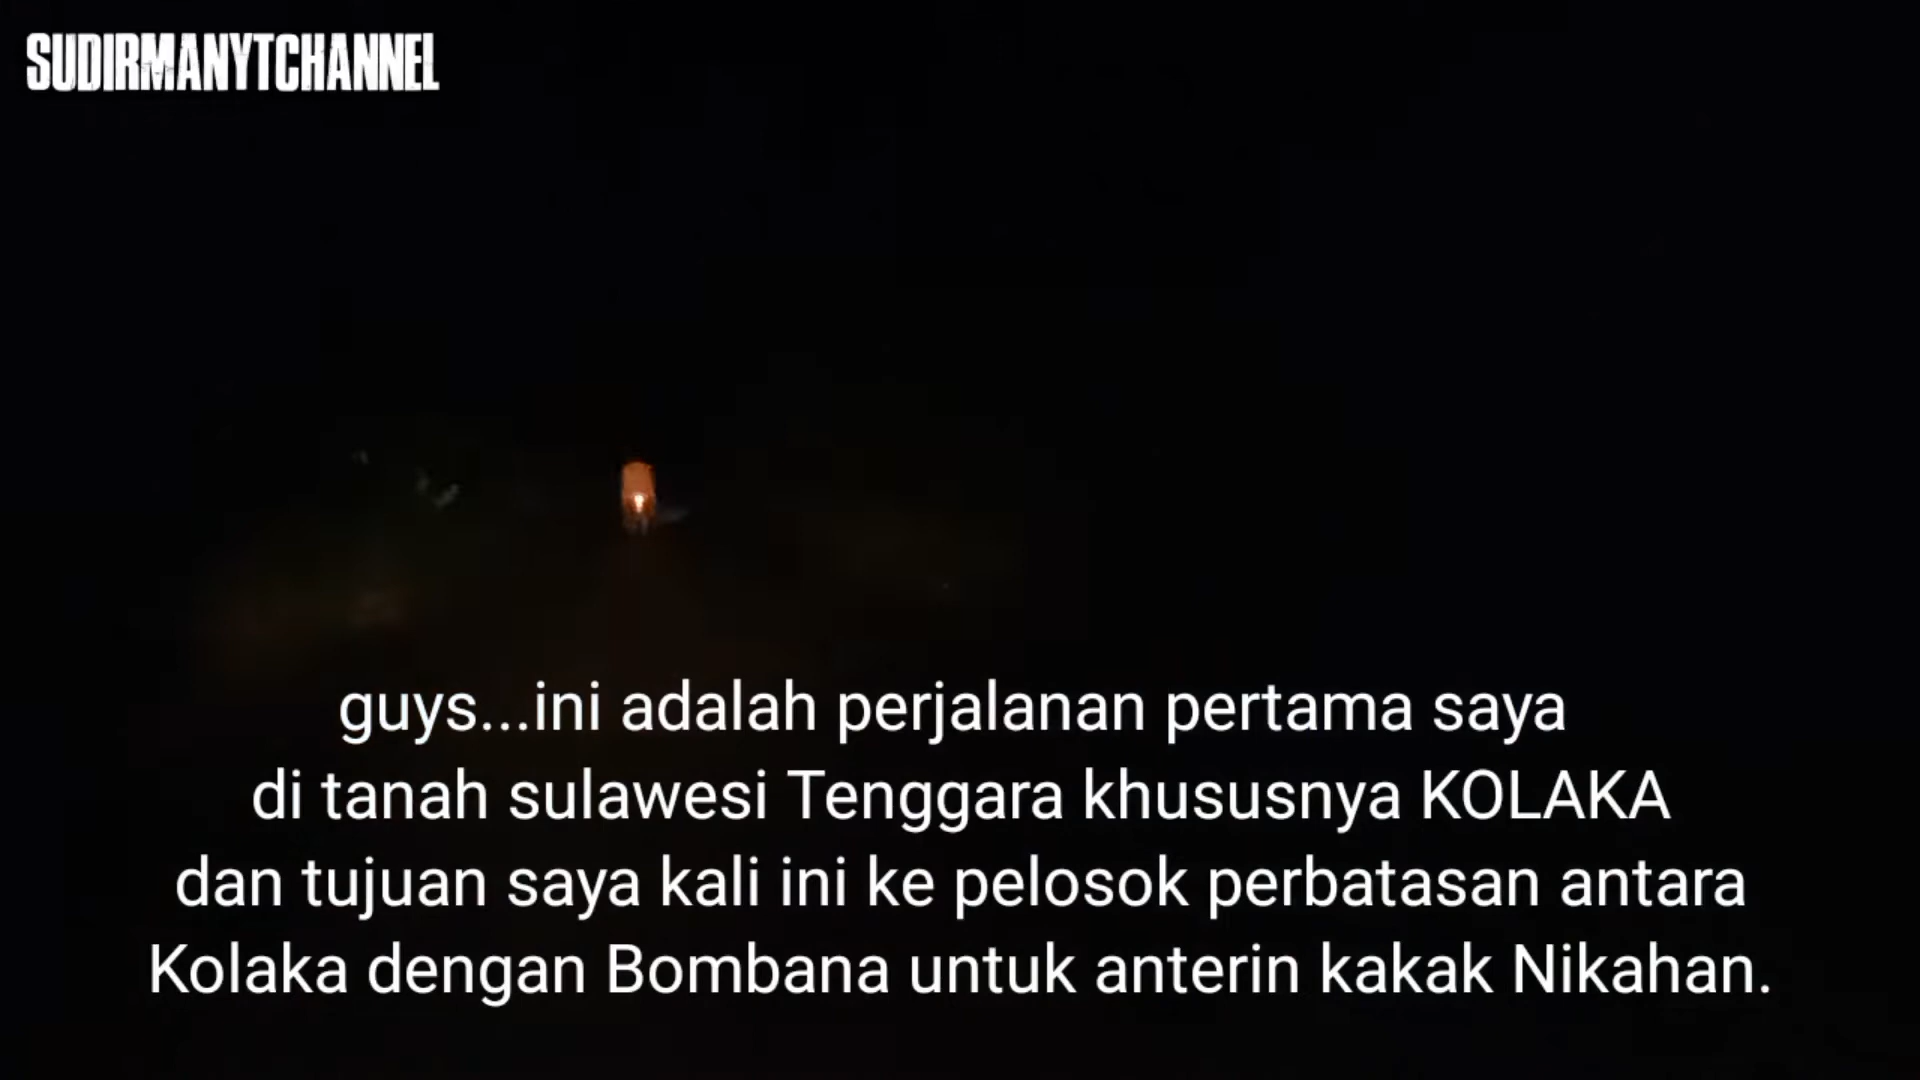 SUDIRMANYTCHANNEL
guys...ini adalah perjalanan pertama saya
di tanah sulawesi Tenggara khususnya KOLAKA
dan tujuan saya kali ini ke pelosok perbatasan antara
Kolaka dengan Bombana untuk anterin kakak Nikahan.